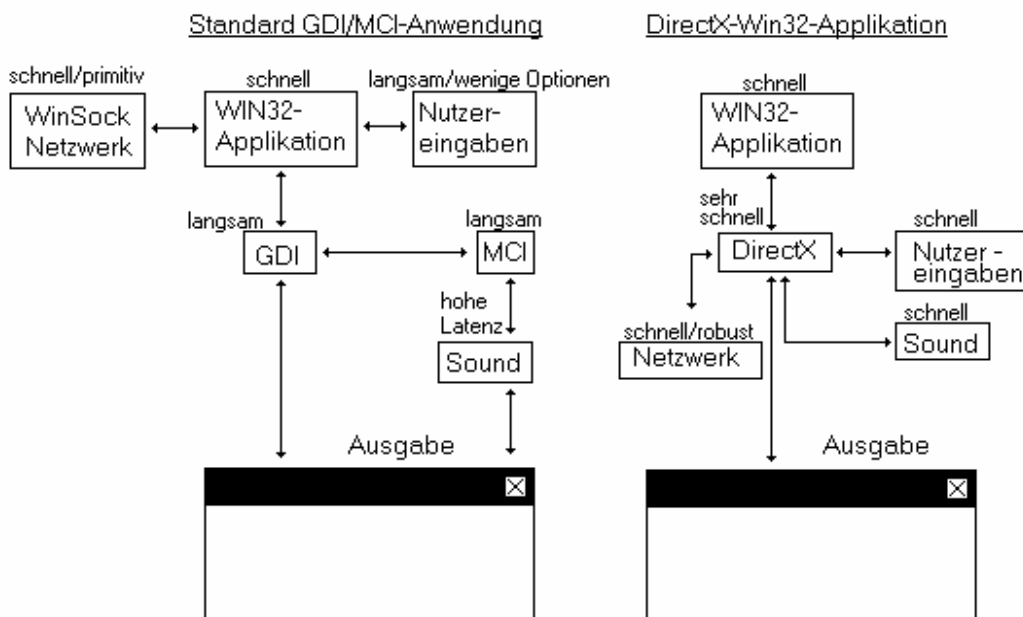 Standard GDI/MCI-Anwendung
schnell/primitiv
WinSock
Netzwerk
schnell
WIN32-
Applikation
langsam/wenige Optionen
Nutzer-
eingaben
langsam
GDI
langsam
MCI
hohe
Latenz
Sound
Ausgabe
DirectX-Win32-Applikation
schnell
WIN32-
Applikation
sehr
schnell
DirectX
schnell
Nutzer -
eingaben
schnell/robust
Netzwerk
schnell
Sound
Ausgabe